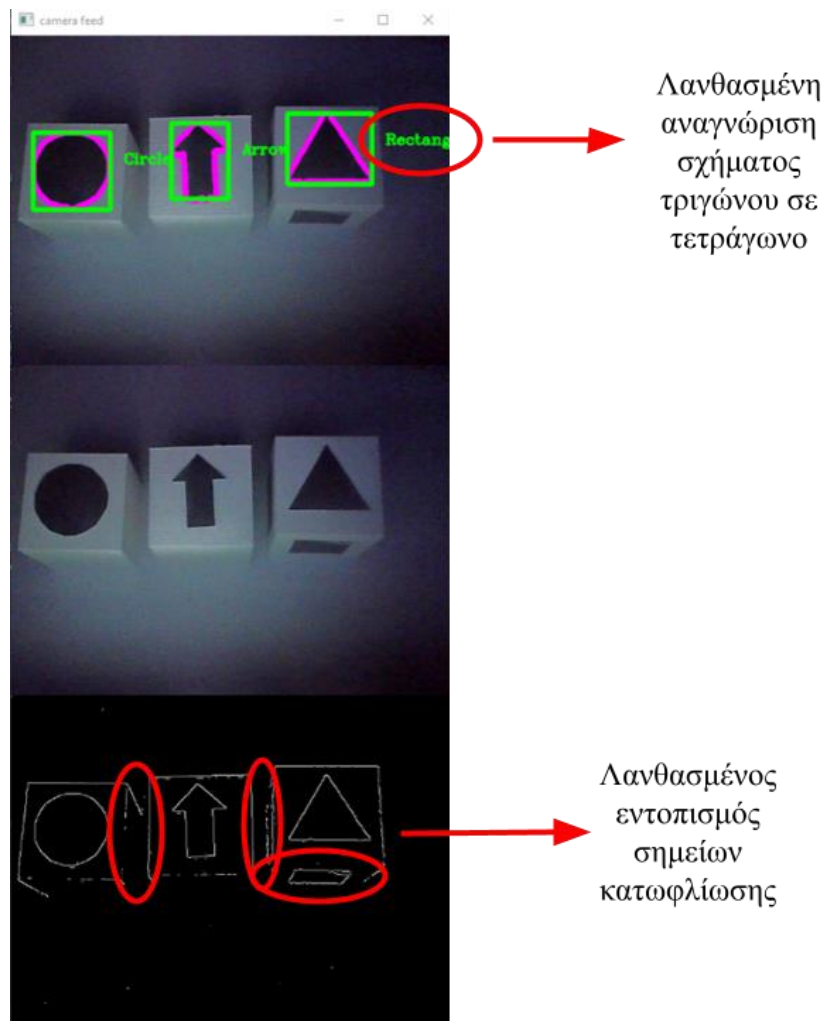 camera feed
Circle
Arrow
Rectang
Λανθασμένη
αναγνώριση
σχήματος
τριγώνου σε
τετράγωνο
Λανθασμένος
εντοπισμός
σημείων
κατωφλίωσης